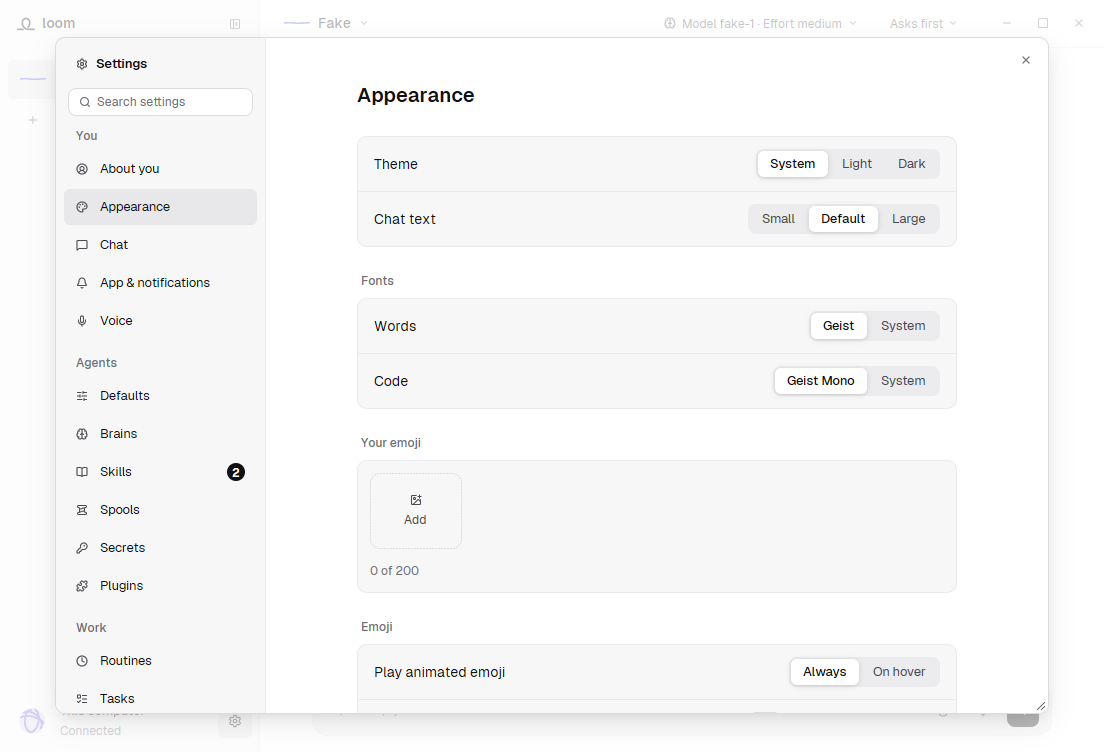 loom
Fake
Model fake-1 · Effort medium
Asks first
Settings
Search settings
You
About you
Appearance
Chat
App & notifications
Voice
Agents
Defaults
Brains
Skills
2
Spools
Secrets
Plugins
Work
Routines
Tasks
Connected
Appearance
Theme
System Light Dark
Chat text
Small Default Large
Fonts
Words
Geist System
Code
Geist Mono System
Your emoji
Add
0 of 200
Emoji
Play animated emoji
Always On hover